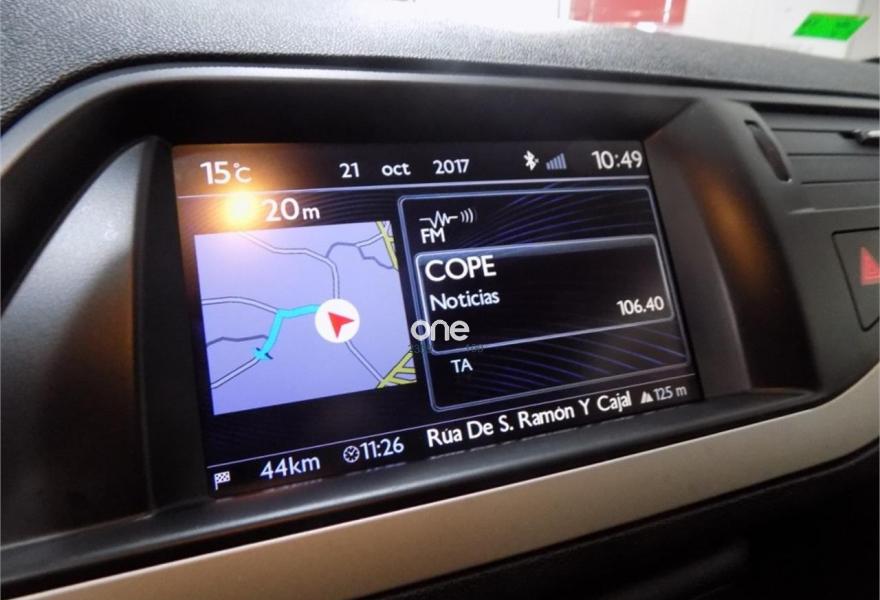 15°C 21 oct 2017 10:49
20m
FM
COPE
Noticias
106.40
one
TA
Rúa De S. Ramón Y Cajal 125 m
44km 11:26